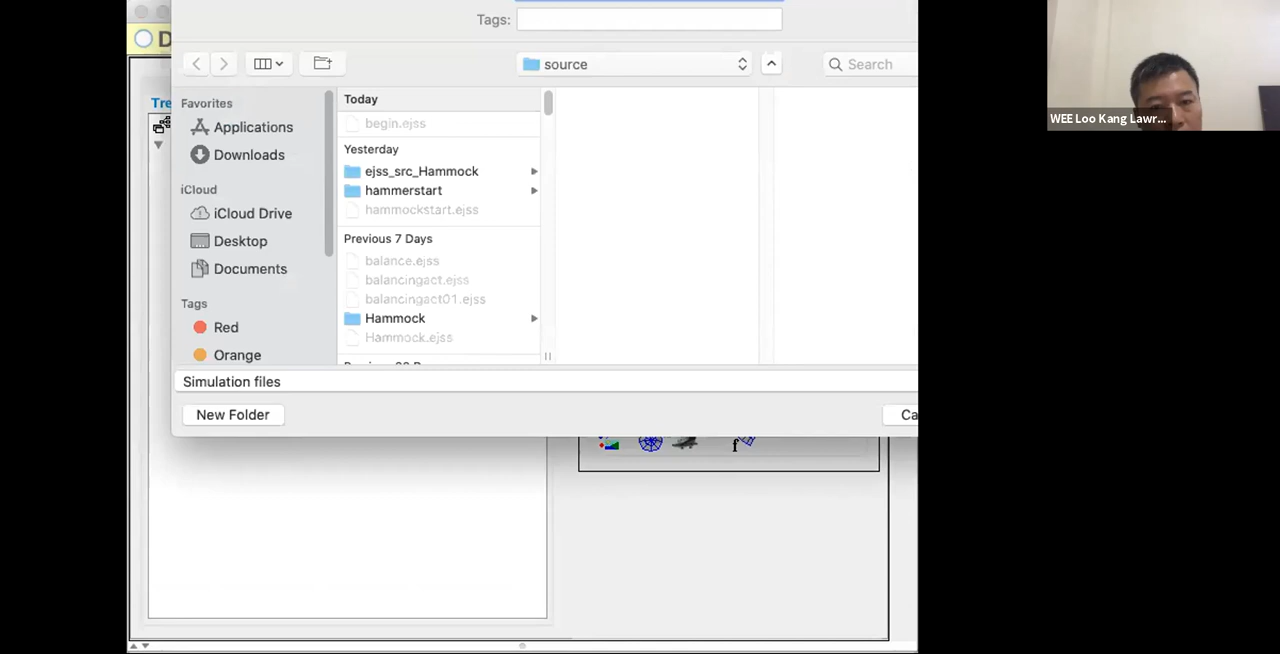 D
Tags:
source
Search
Tre
Favorites
Applications
Downloads
iCloud
iCloud Drive
Desktop
Documents
Tags
Red
Orange
Today
begin.ejss
Yesterday
ejss_src_Hammock
hammerstart
hammockstart.ejss
Previous 7 Days
balance.ejss
balancingact.ejss
balancingact01.ejss
Hammock
Hammock.ejss
Simulation files
New Folder
Ca
f
WEE Loo Kang Lawr...